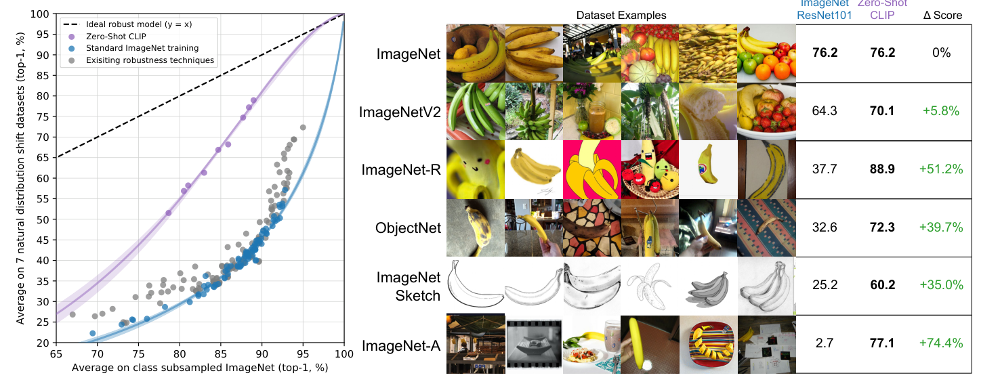 Ideal robust model (y = x)
Zero-Shot CLIP
Standard ImageNet training
Exisiting robustness techniques
Average on 7 natural distribution shift datasets (top-1, %)
100
95
90
85
80
75
70
65
60
55
50
45
40
35
30
25
20
65
70
75
80
85
90
95
100
Average on class subsampled ImageNet (top-1, %)
Dataset Examples
ImageNet
ResNet101
Zero-Shot
CLIP
Δ Score
ImageNet
76.2
76.2
0%
ImageNetV2
64.3
70.1
+5.8%
ImageNet-R
37.7
88.9
+51.2%
ObjectNet
32.6
72.3
+39.7%
ImageNet
Sketch
25.2
60.2
+35.0%
ImageNet-A
2.7
77.1
+74.4%